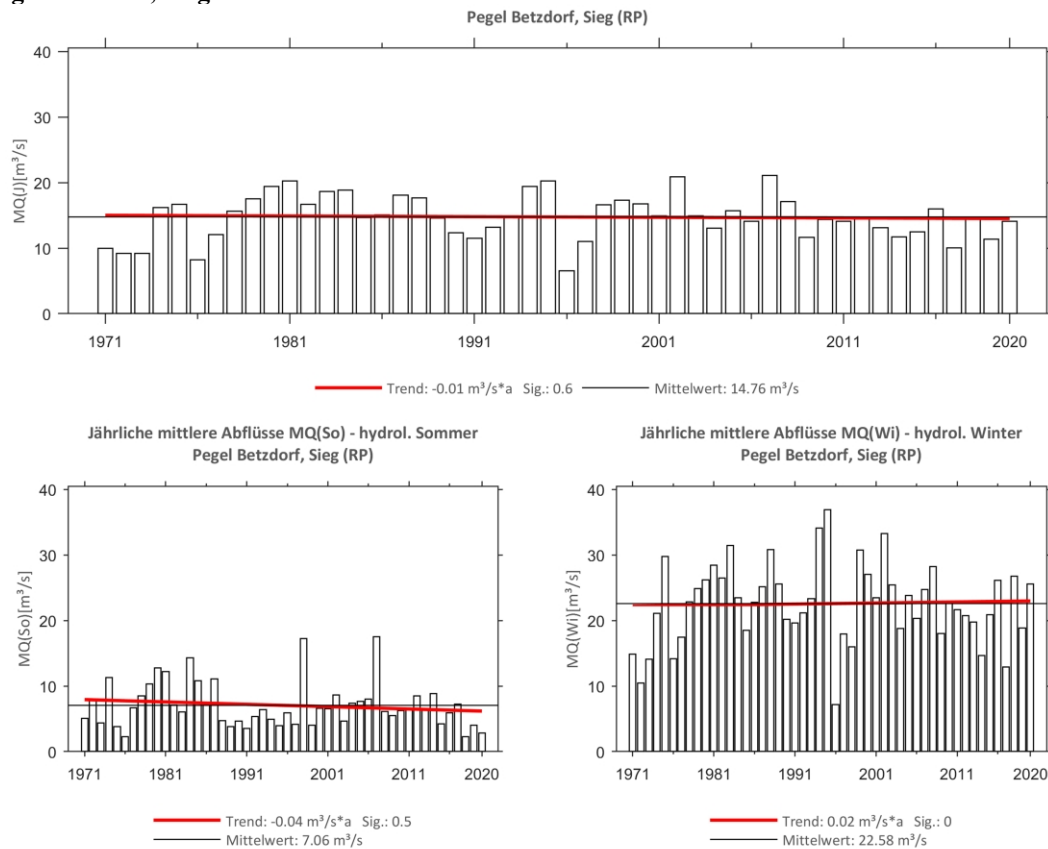 Pegel Betzdorf, Sieg (RP)
MQ(J)[m³/s]
40
30
20
10
0
1971 1981 1991 2001 2011 2020
Trend: -0.01 m³/s*a Sig.: 0.6 Mittelwert: 14.76 m³/s
Jährliche mittlere Abflüsse MQ(So) - hydrol. Sommer
Pegel Betzdorf, Sieg (RP)
MQ(So)[m³/s]
40
30
20
10
0
1971 1981 1991 2001 2011 2020
Trend: -0.04 m³/s*a Sig.: 0.5
Mittelwert: 7.06 m³/s
Jährliche mittlere Abflüsse MQ(Wi) - hydrol. Winter
Pegel Betzdorf, Sieg (RP)
MQ(Wi)[m³/s]
40
30
20
10
0
1971 1981 1991 2001 2011 2020
Trend: 0.02 m³/s*a Sig.: 0
Mittelwert: 22.58 m³/s